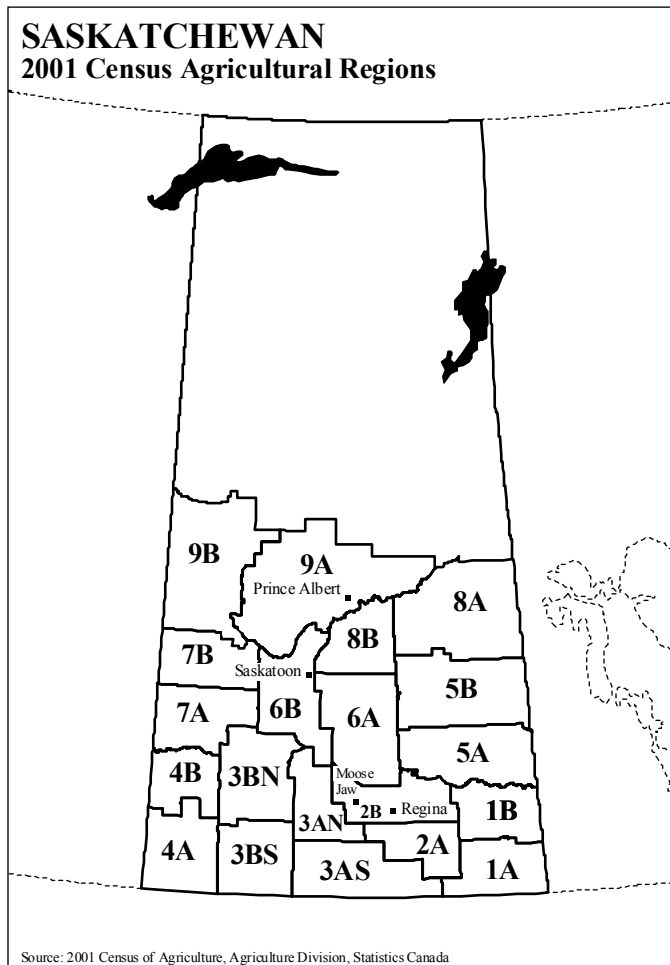 SASKATCHEWAN
2001 Census Agricultural Regions
9B
9A
Prince Albert
8A
8B
7B
Saskatoon
5B
7A
6B
6A
5A
4B
3BN
Moose
Jaw
2B
Regina
1B
3AN
4A
3BS
2A
3AS
1A
Source: 2001 Census of Agriculture, Agriculture Division, Statistics Canada